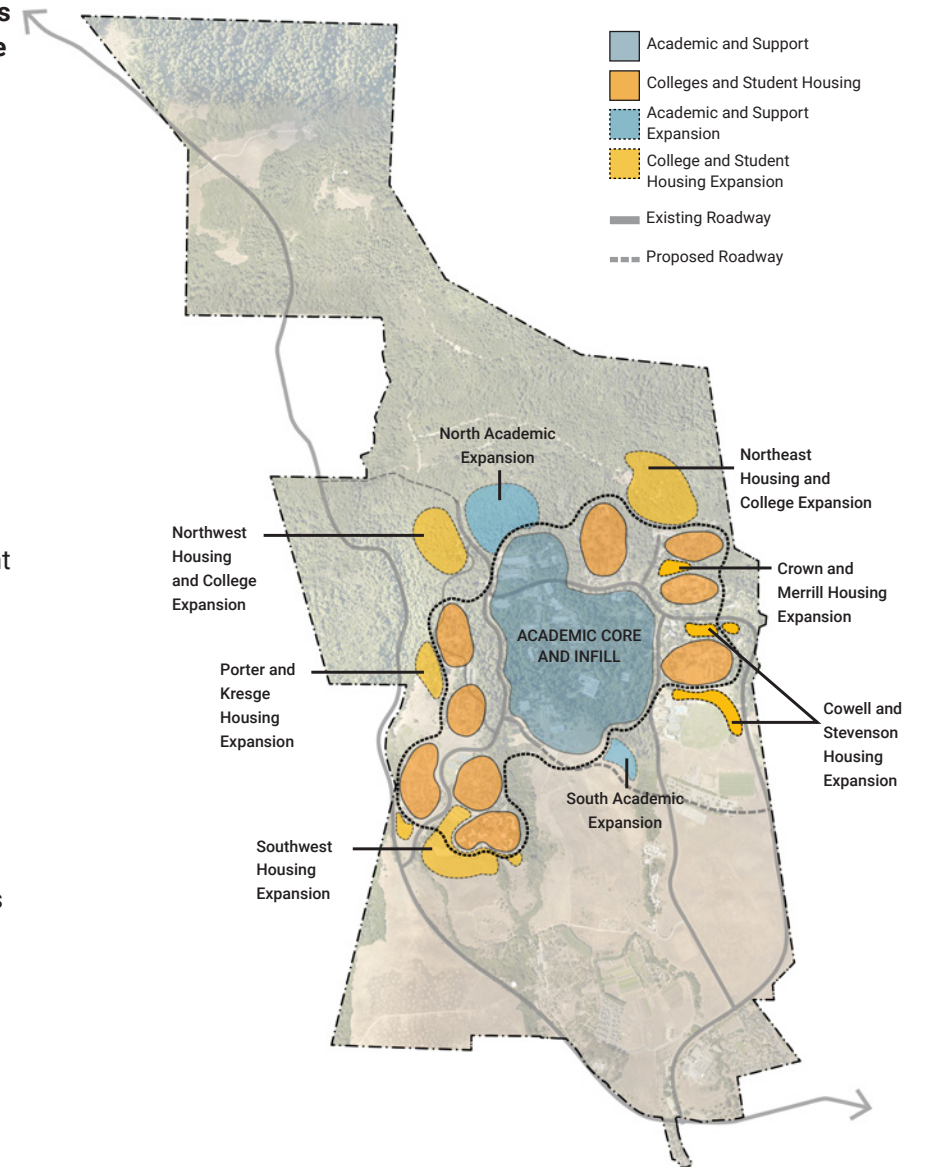 s
e
Academic and Support
Colleges and Student Housing
Academic and Support
Expansion
College and Student
Housing Expansion
Existing Roadway
Proposed Roadway
North Academic
Expansion
Northeast
Housing and
College Expansion
Northwest
Housing
and College
Expansion
nt
Crown and
Merrill Housing
Expansion
ACADEMIC CORE
AND INFILL
Porter and
Kresge
Housing
Expansion
Cowell and
Stevenson
Housing
Expansion
South Academic
Expansion
Southwest
Housing
Expansion
s